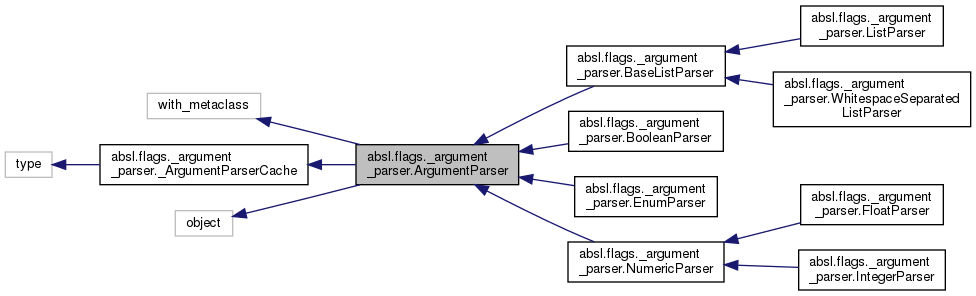 with_metaclass
type
absl.flags._argument
_parser._ArgumentParserCache
object
absl.flags._argument
_parser.ArgumentParser
absl.flags._argument
_parser.BaseListParser
absl.flags._argument
_parser.BooleanParser
absl.flags._argument
_parser.EnumParser
absl.flags._argument
_parser.NumericParser
absl.flags._argument
_parser.ListParser
absl.flags._argument
_parser.WhitespaceSeparated
ListParser
absl.flags._argument
_parser.FloatParser
absl.flags._argument
_parser.IntegerParser